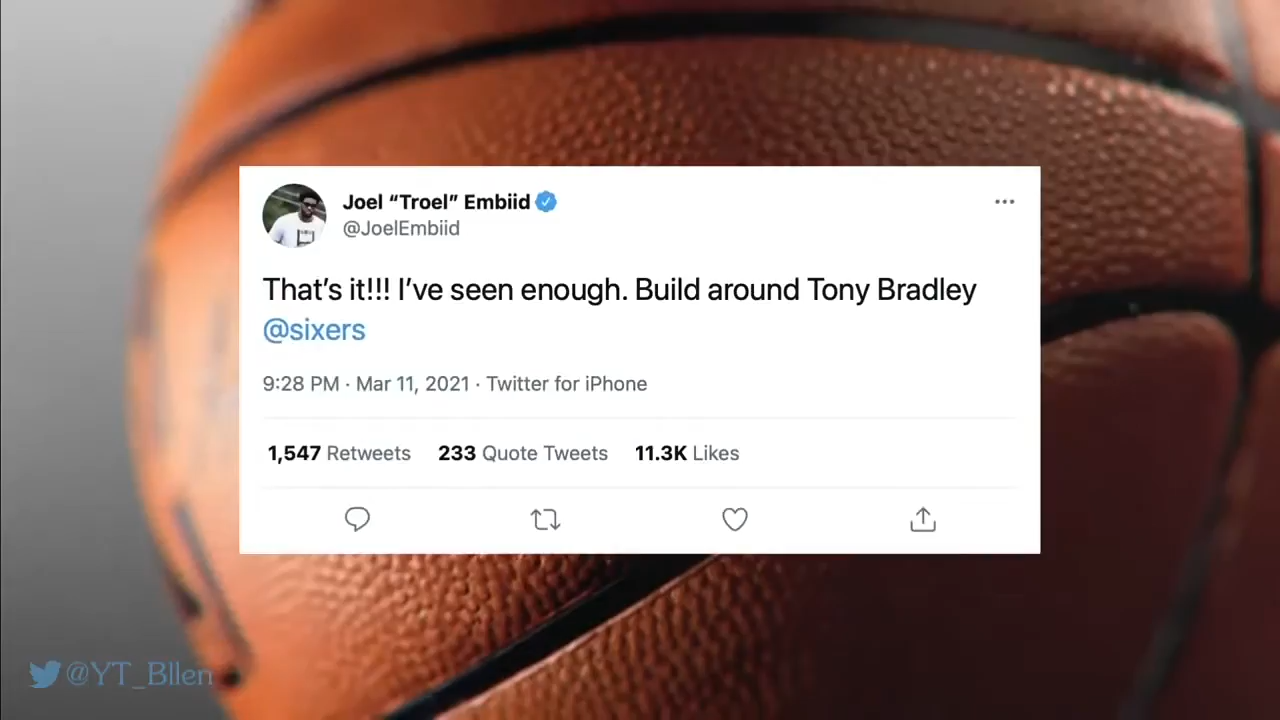 Joel “Troel” Embiid
@JoelEmbiid
That’s it!!! I’ve seen enough. Build around Tony Bradley
@sixers
9:28 PM · Mar 11, 2021 · Twitter for iPhone
1,547 Retweets 233 Quote Tweets 11.3K Likes
@YT_Bllen